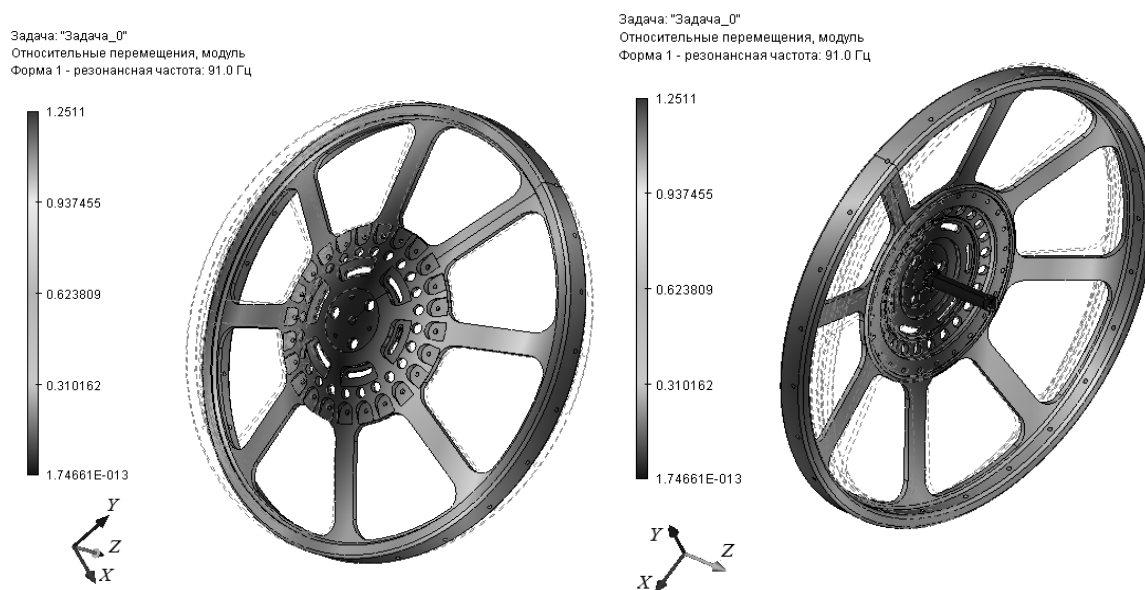 Задача: "Задача_0"
Относительные перемещения, модуль
Форма 1 - резонансная частота: 91.0 Гц
1.2511
0.937455
0.623809
0.310162
1.74661E-013
Y
Z
X
Задача: "Задача_0"
Относительные перемещения, модуль
Форма 1 - резонансная частота: 91.0 Гц
1.2511
0.937455
0.623809
0.310162
1.74661E-013
Y
Z
X